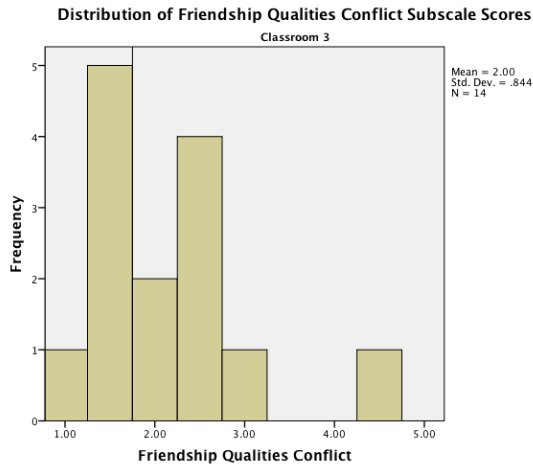 Distribution of Friendship Qualities Conflict Subscale Scores
Classroom 3
Mean = 2.00
Std. Dev. = .844
N = 14
Frequency
5
4
3
2
1
0
1.00 2.00 3.00 4.00 5.00
Friendship Qualities Conflict